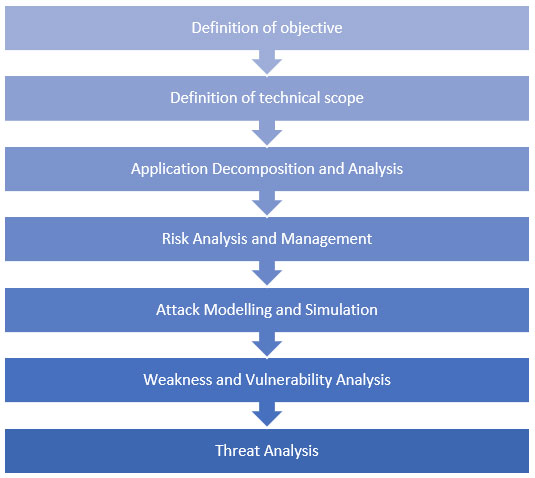 Definition of objective
Definition of technical scope
Application Decomposition and Analysis
Risk Analysis and Management
Attack Modelling and Simulation
Weakness and Vulnerability Analysis
Threat Analysis